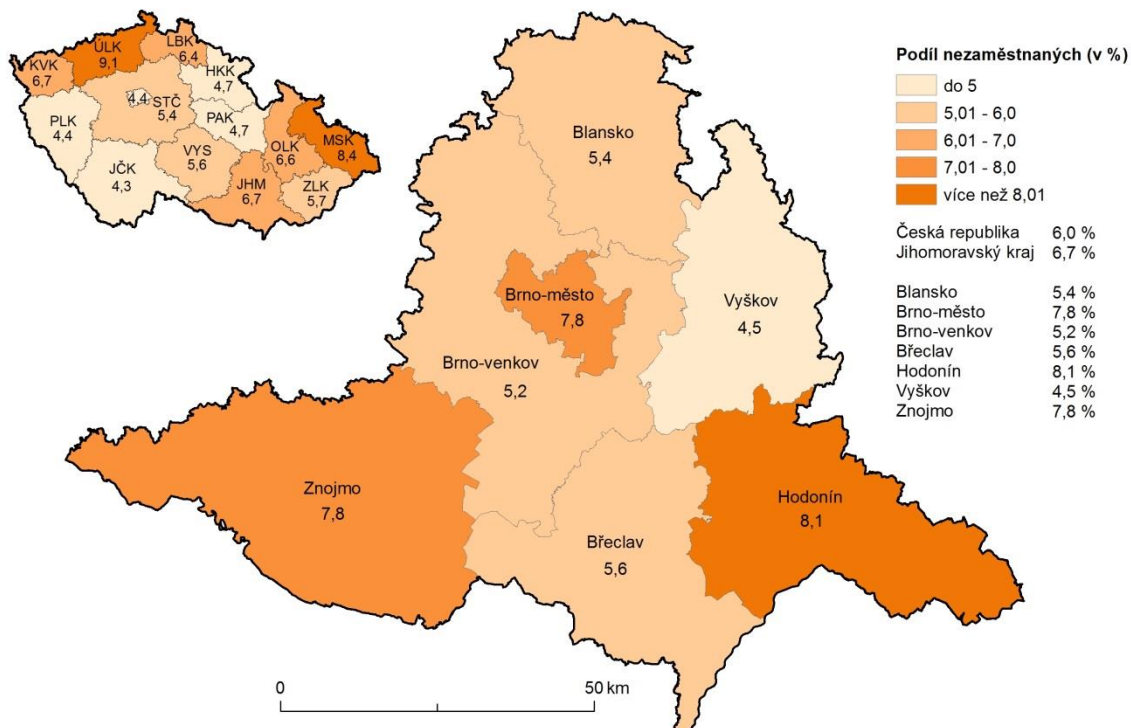 ÚLK
9,1
LBK
6,4
KVK
6,7
HKK
4,7
4,4
STČ
5,4
PLK
4,4
PAK
4,7
MSK
8,4
VYS
5,6
OLK
6,6
JČK
4,3
JHM
6,7
ZLK
5,7
Blansko
5,4
Brno-město
7,8
Vyškov
4,5
Brno-venkov
5,2
Znojmo
7,8
Hodonín
8,1
Břeclav
5,6
0 50 km
Podíl nezaměstnaných (v %)
do 5
5,01 - 6,0
6,01 - 7,0
7,01 - 8,0
více než 8,01
Česká republika 6,0 %
Jihomoravský kraj 6,7 %
Blansko 5,4 %
Brno-město 7,8 %
Brno-venkov 5,2 %
Břeclav 5,6 %
Hodonín 8,1 %
Vyškov 4,5 %
Znojmo 7,8 %